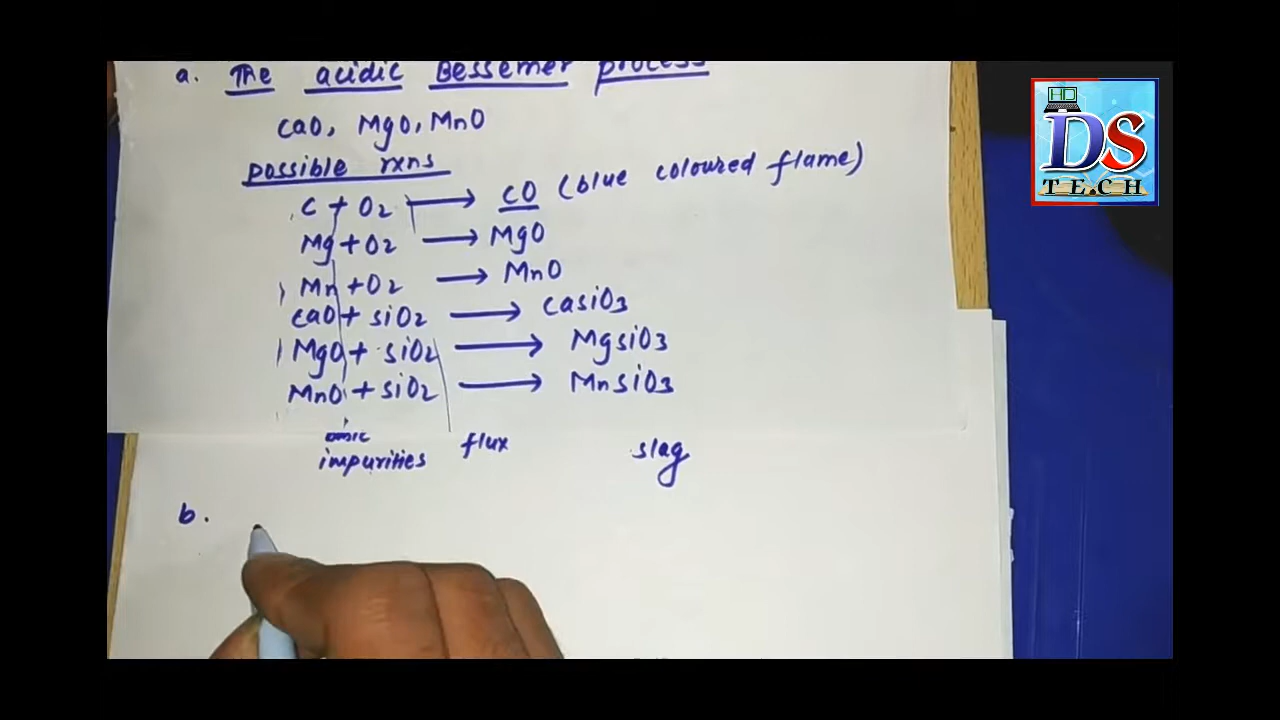 a. The acidic Bessemer process
CaO, MgO, MnO
possible rxns
C + O2 → CO (blue coloured flame)
Mg + O2 → MgO
Mn + O2 → MnO
CaO + SiO2 → CaSiO3
MgO + SiO2 → MgSiO3
MnO + SiO2 → MnSiO3
impurities flux slag
b.
HD
DS
TECH